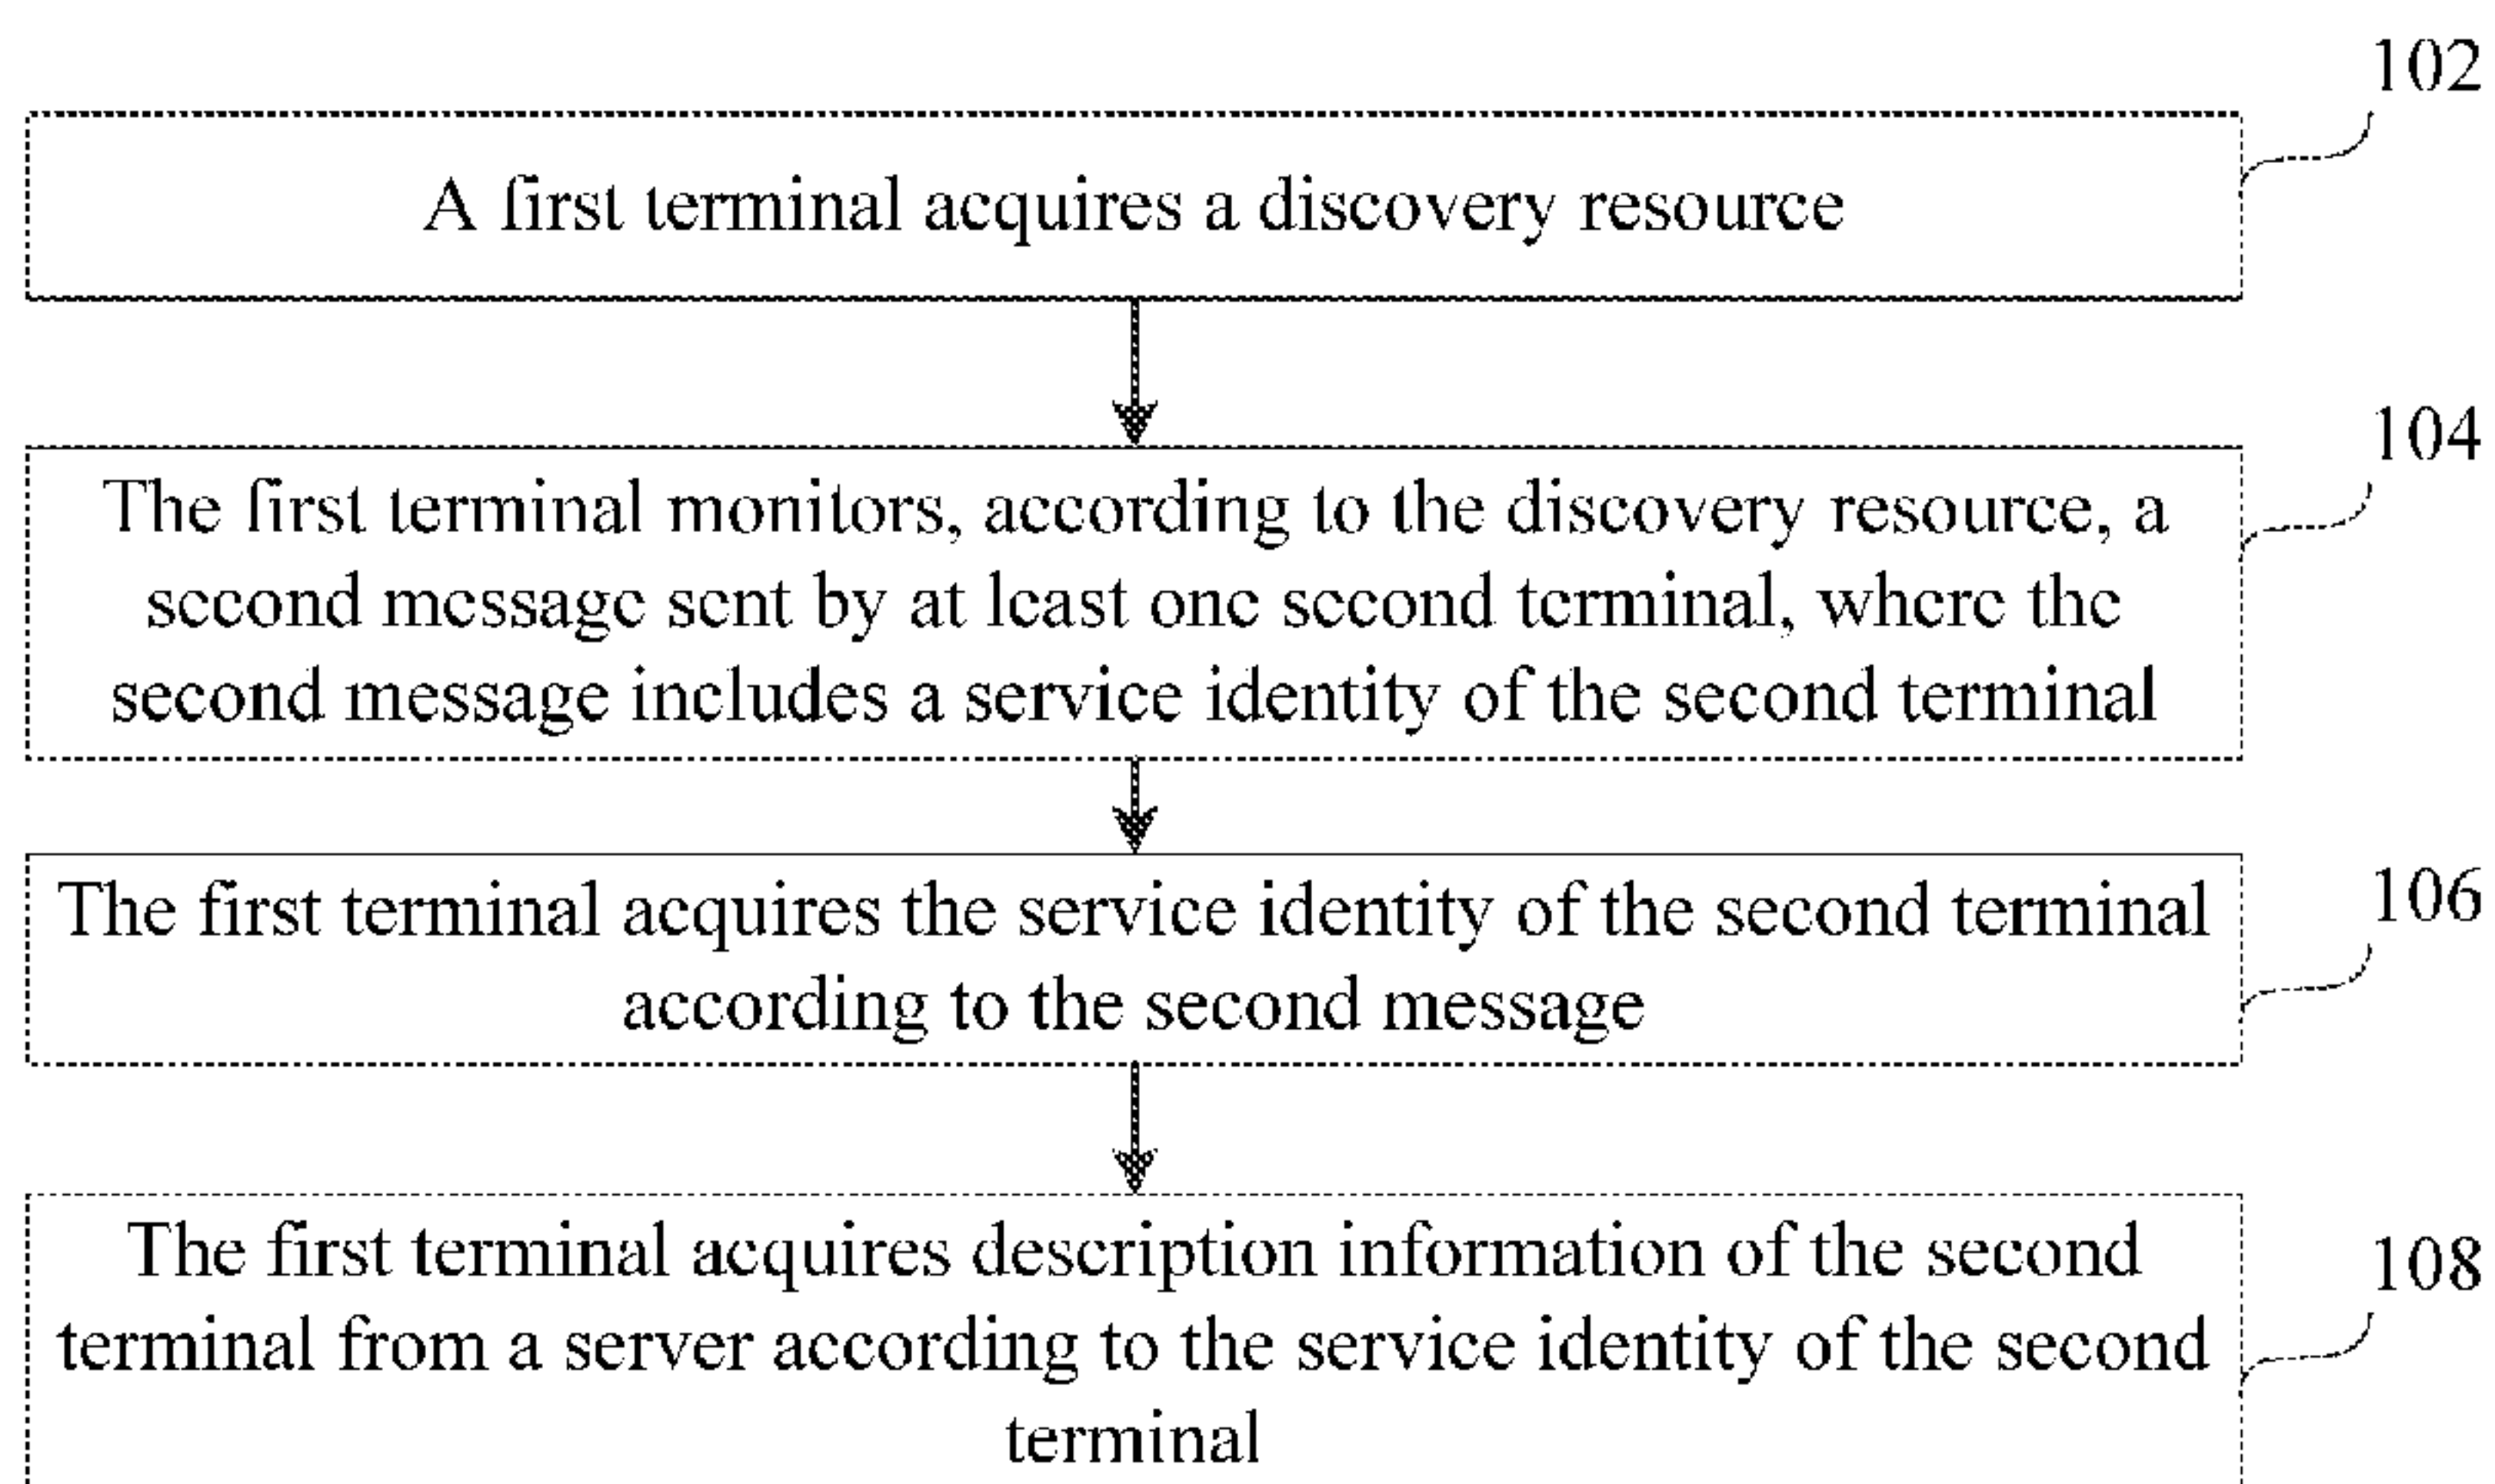 102
A first terminal acquires a discovery resource
104
The first terminal monitors, according to the discovery resource, a
second message sent by at least one second terminal, where the
second message includes a service identity of the second terminal
106
The first terminal acquires the service identity of the second terminal
according to the second message
108
The first terminal acquires description information of the second
terminal from a server according to the service identity of the second
terminal